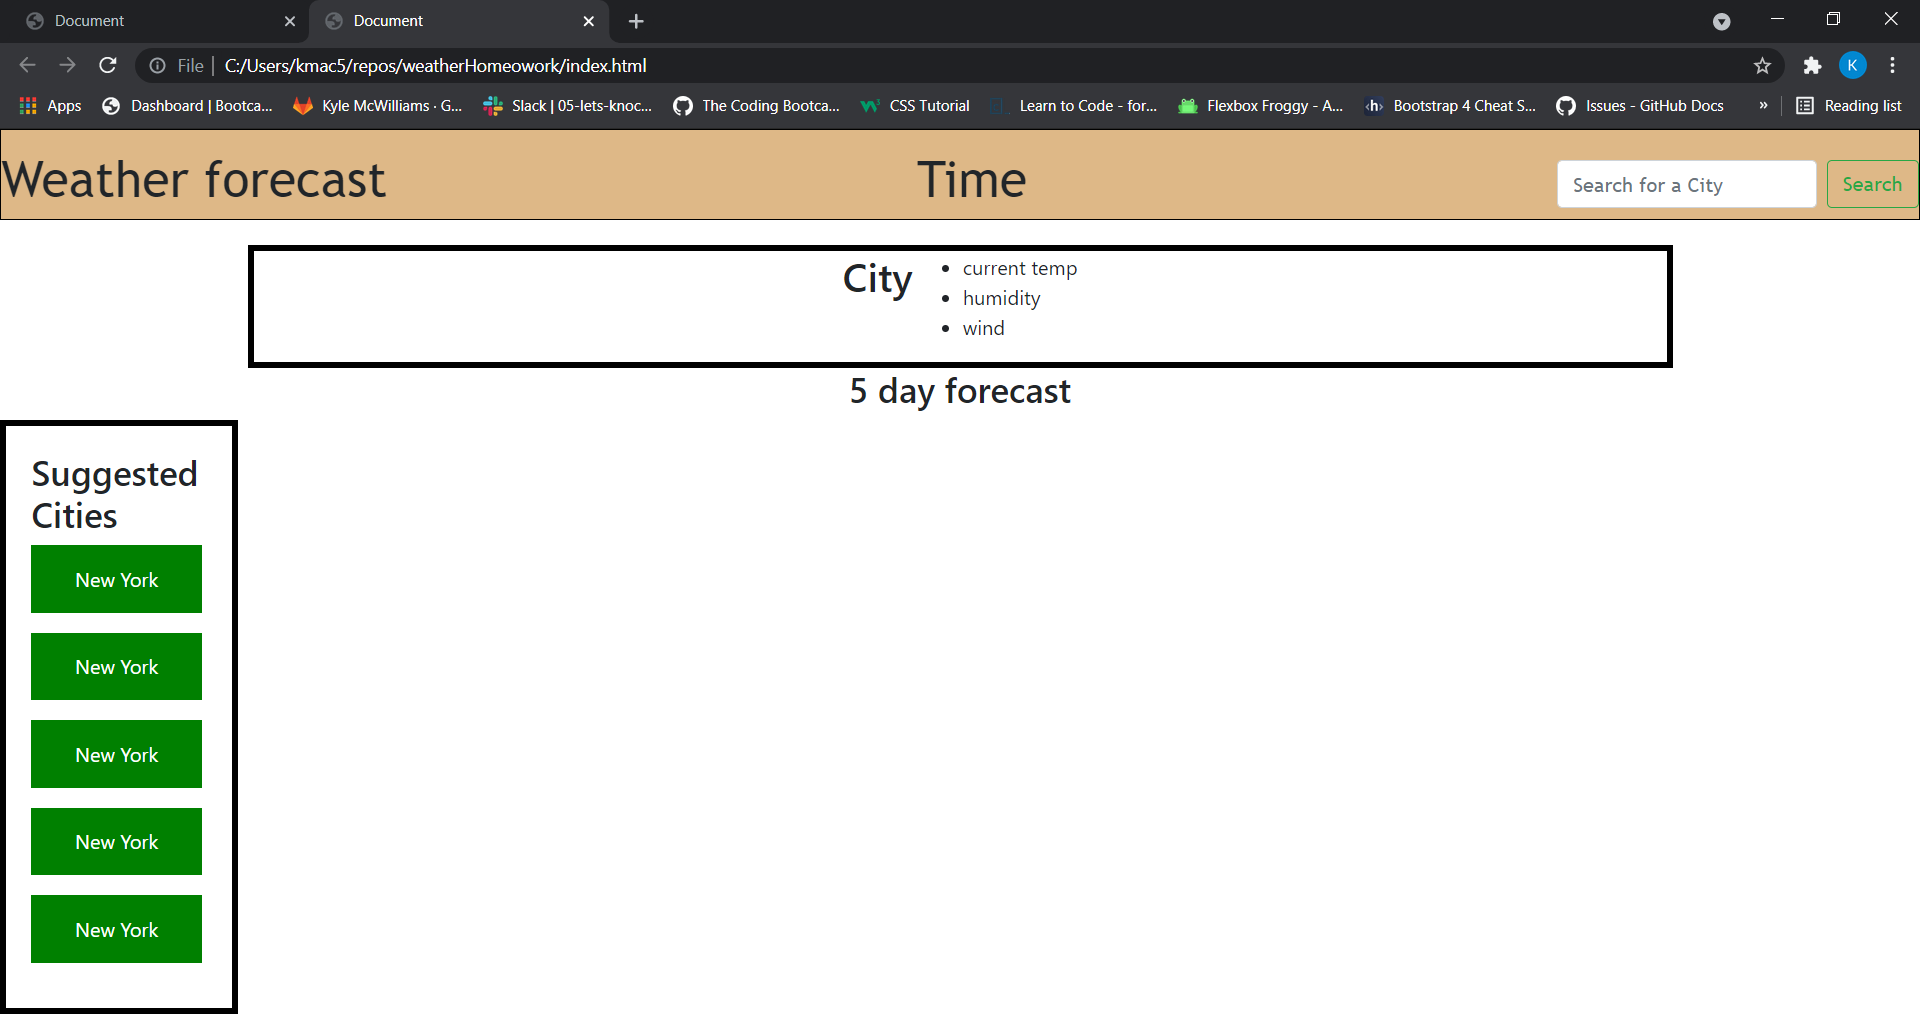 Document
Document
File
C:/Users/kmac5/repos/weatherHomeowork/index.html
K
Apps
Dashboard | Bootca...
Kyle McWilliams · G...
Slack | 05-lets-knoc...
The Coding Bootca...
CSS Tutorial
Learn to Code - for...
Flexbox Froggy - A...
Bootstrap 4 Cheat S...
Issues - GitHub Docs
»
Reading list
Weather forecast
Time
Search for a City
Search
City
• current temp
• humidity
• wind
5 day forecast
Suggested
Cities
New York
New York
New York
New York
New York